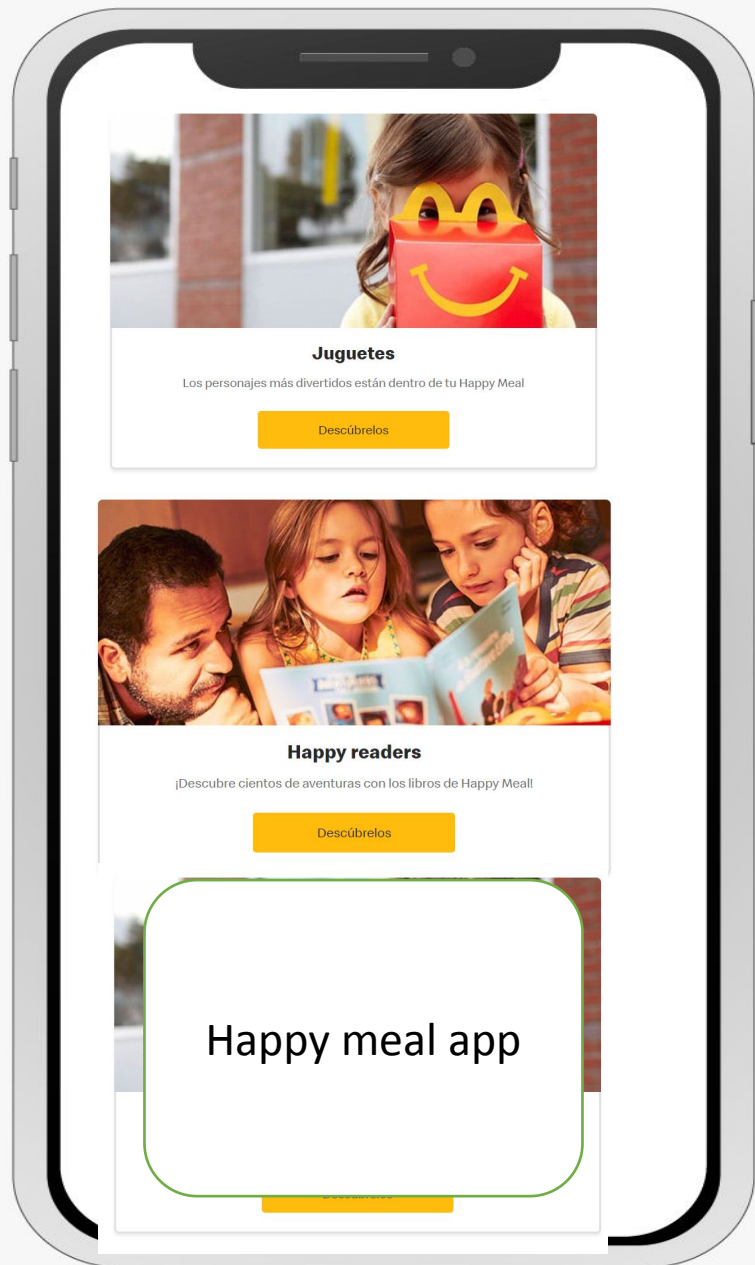 Juguetes
Los personajes más divertidos están dentro de tu Happy Meal
Descúbrelos
Happy readers
¡Descubre cientos de aventuras con los libros de Happy Meal!
Descúbrelos
Happy meal app